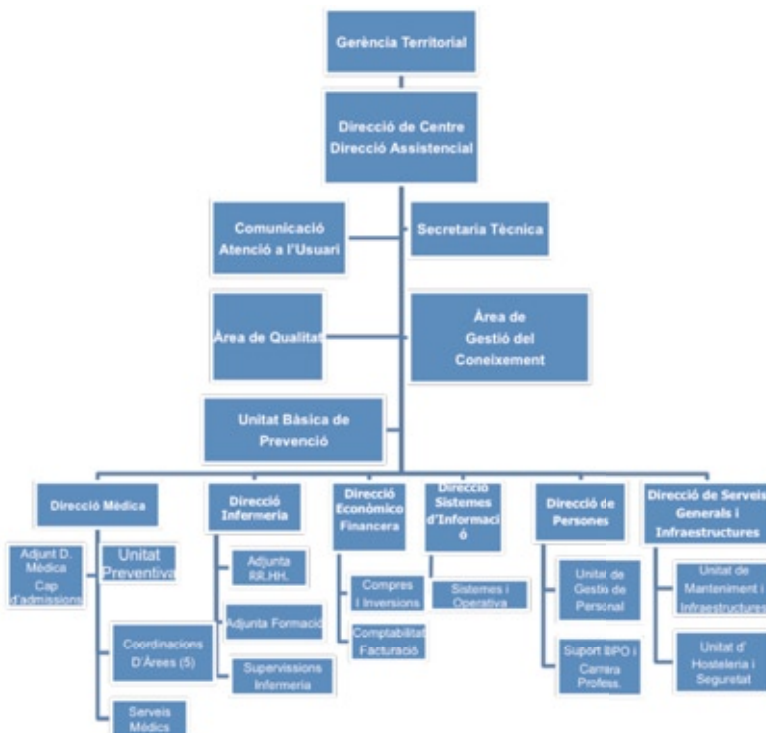 Gerència Territorial
Direcció de Centre
Direcció Assistencial
Comunicació
Atenció a l'Usuari
Secretaria Tècnica
Àrea de Qualitat
Àrea de
Gestió del
Coneixement
Unitat Bàsica de
Prevenció
Direcció Mèdica
Direcció
Infermeria
Direcció
Econòmico
Financera
Direcció
Sistemes
d'Informaci
ó
Direcció de
Persones
Direcció de Serveis
Generals i
Infraestructures
Adjunt D.
Mèdica
Cap
d'admissions
Unitat
Preventiva
Coordinacions
D'Àrees (5)
Serveis
Mèdics
Adjunta
RR.HH.
Adjunta Formació
Supervissions
Infermeria
Compres
I Inversions
Comptabilitat
Facturació
Sistemes i
Operativa
Unitat de
Gestio de
Personal
Suport
i
Carrera
Profess.
Unitat de
Manteniment i
Infraestructures
Unitat d'
Hosteleria i
Seguretat